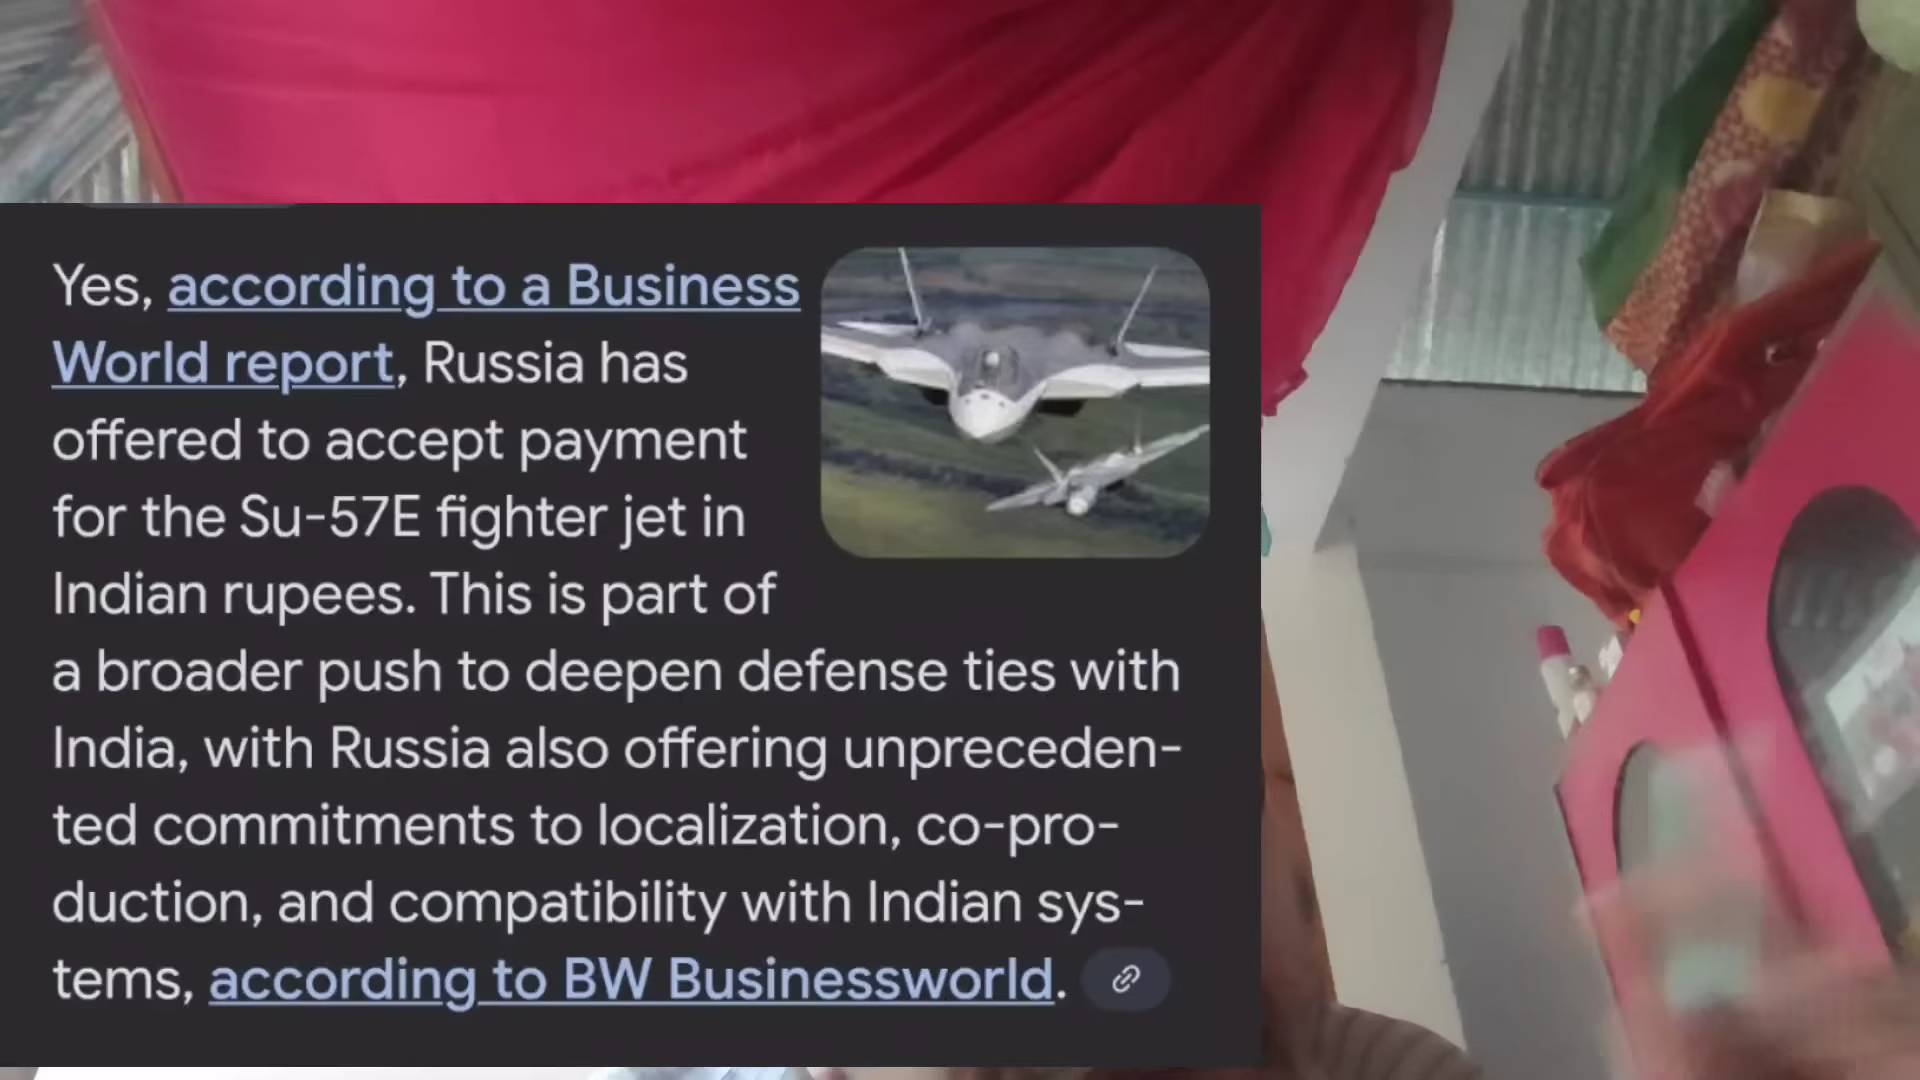 Yes, according to a Business
World report, Russia has
offered to accept payment
for the Su-57E fighter jet in
Indian rupees. This is part of
a broader push to deepen defense ties with
India, with Russia also offering unpreceden-
ted commitments to localization, co-pro-
duction, and compatibility with Indian sys-
tems, according to BW Businessworld.